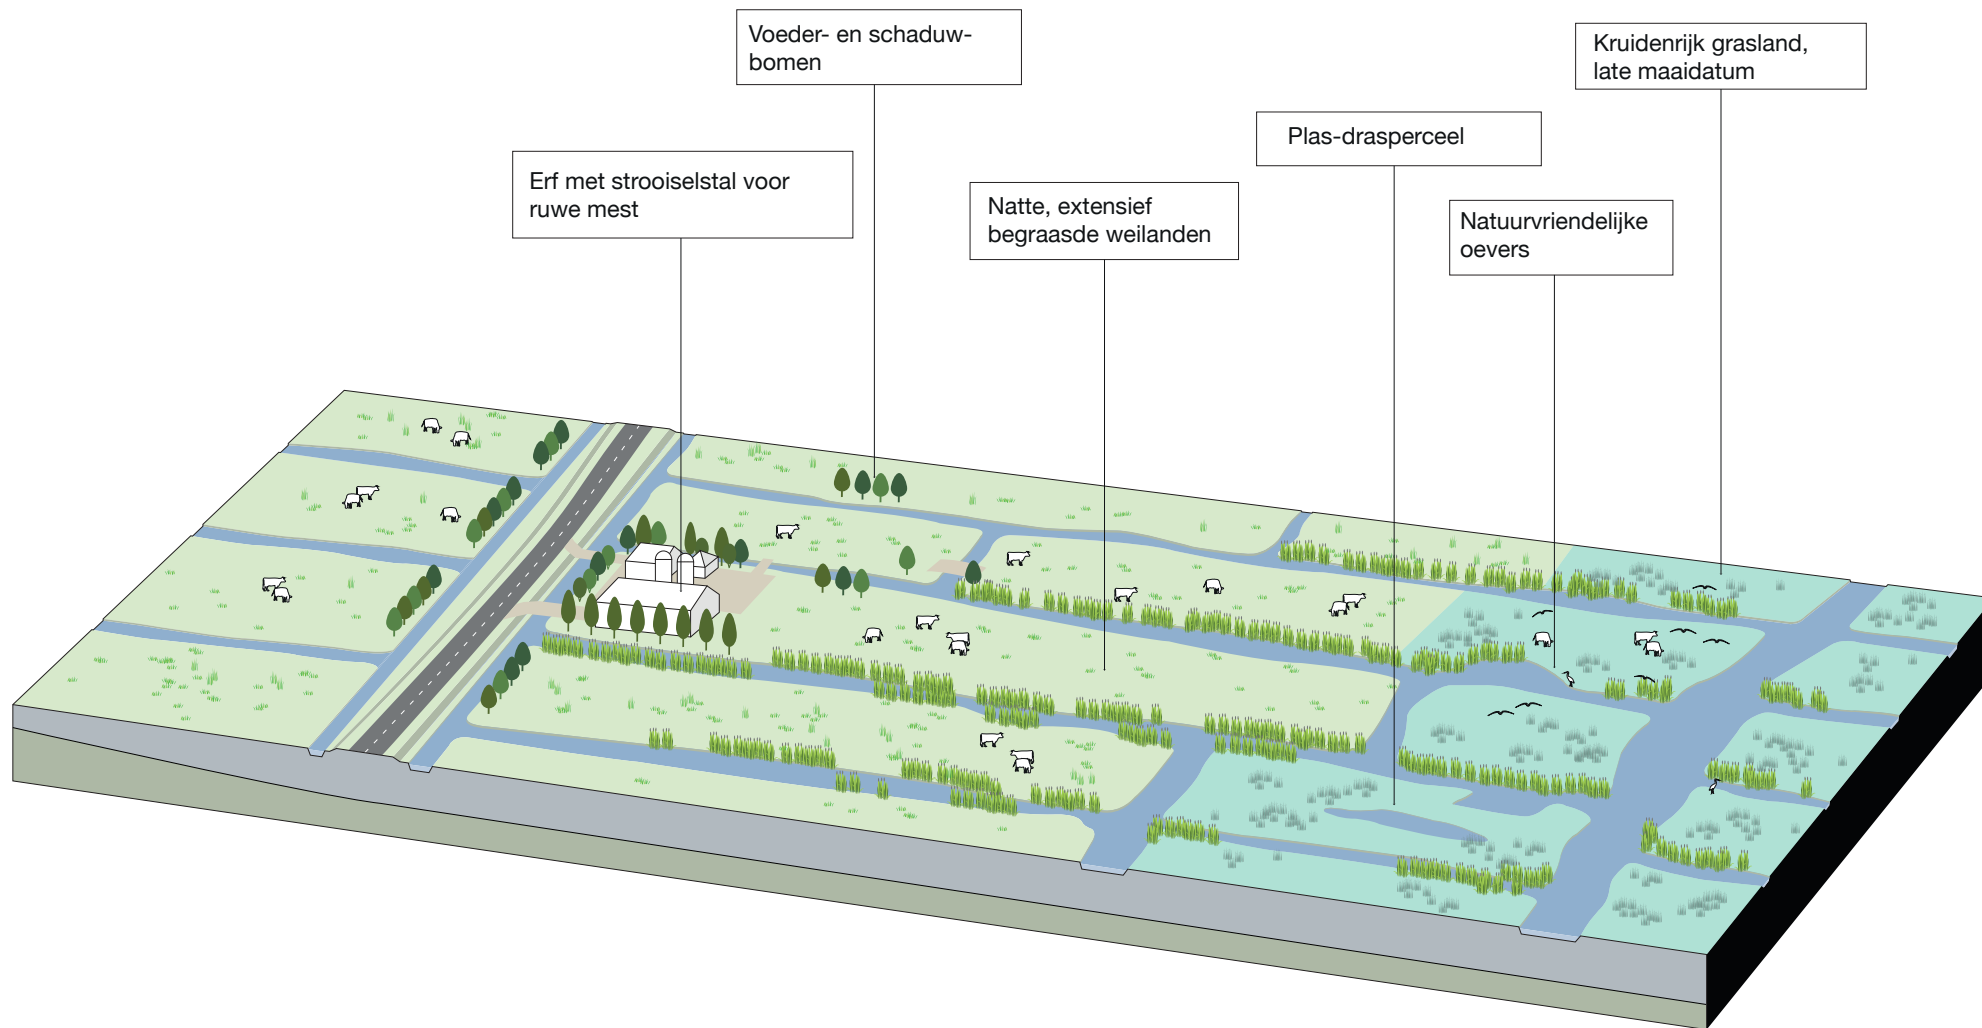 Voeder- en schaduw-
bomen
Kruidenrijk grasland,
late maaidatum
Plas-drasperceel
Erf met strooiselstal voor
ruwe mest
Natte, extensief
begraasde weilanden
Natuurvriendelijke
oevers